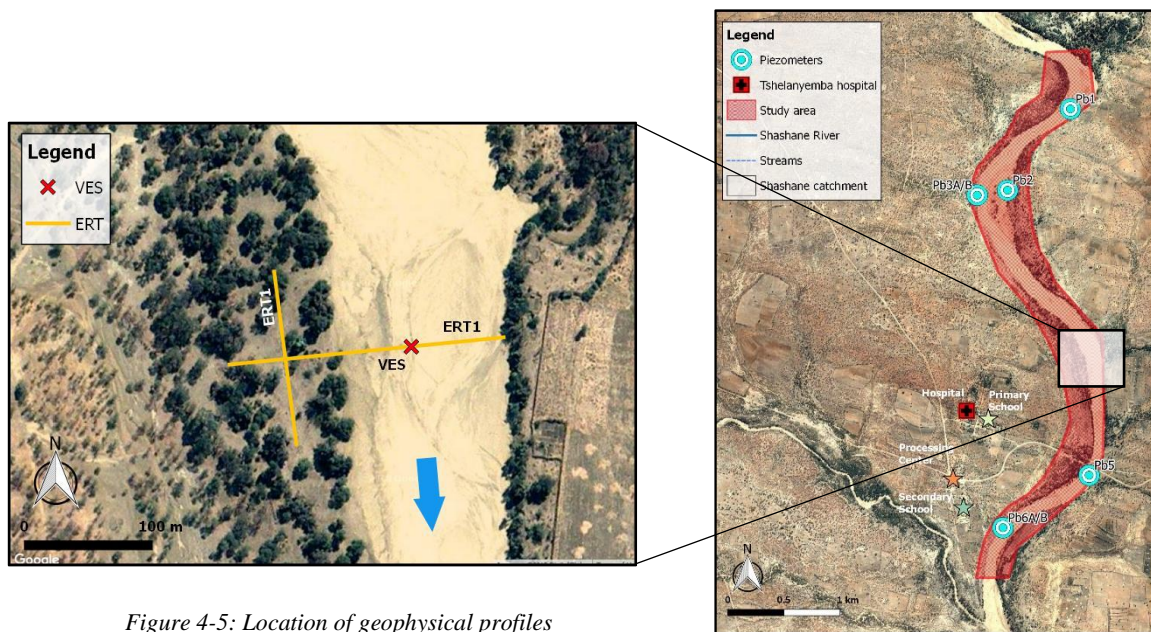 Legend
VES
ERT
ERT1
ERT1
VES
N
0 100 m
Google
Legend
Piezometers
Tshelanyemba hospital
Study area
Shashane River
Streams
Shashane catchment
Pb1
Pb3A/B
Pb2
Hospital
Primary
School
Processing
Center
Secondary
School
Pb5
Pb6A/B
N
0 0.5 1 km
Figure 4-5: Location of geophysical profiles